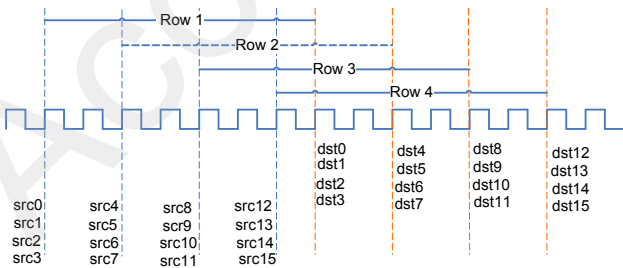 Row 1
Row 2
Row 3
Row 4
dst0
dst1
dst2
dst3
dst4
dst5
dst6
dst7
dst8
dst9
dst10
dst11
dst12
dst13
dst14
dst15
src0
src1
src2
src3
src4
src5
src6
src7
src8
scr9
src10
src11
src12
src13
src14
src15